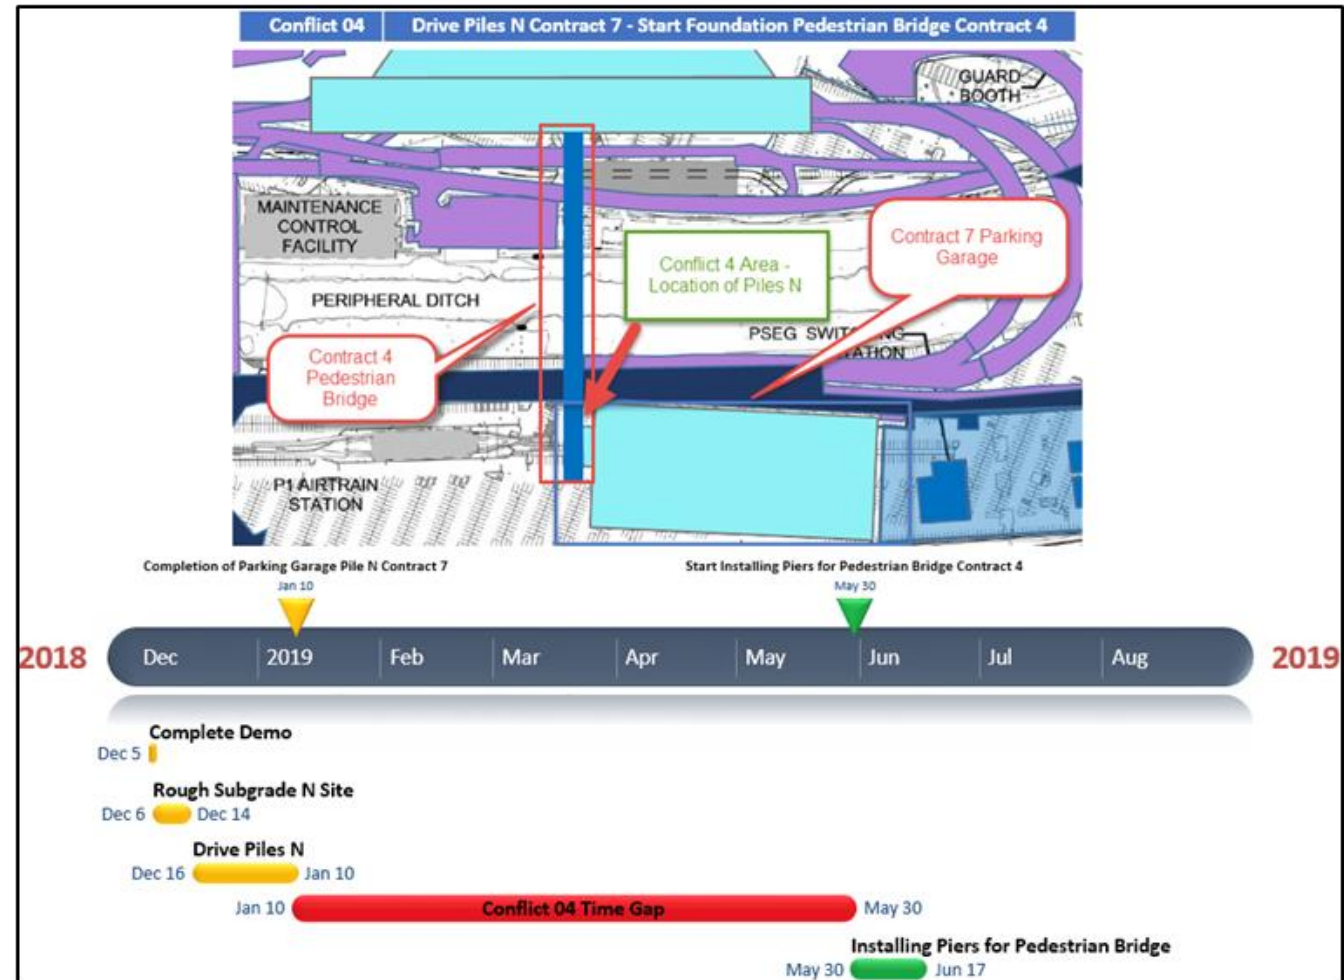 Conflict 04 Drive Piles N Contract 7 - Start Foundation Pedestrian Bridge Contract 4
GUARD
BOOTH
MAINTENANCE
CONTROL
FACILITY
Contract 7 Parking
Garage
Conflict 4 Area -
Location of Piles N
PERIPHERAL DITCH
PSEG SWITCHING
STATION
Contract 4
Pedestrian
Bridge
P1 AIRTRAIN
STATION
Completion of Parking Garage Pile N Contract 7
Jan 10
Start Installing Piers for Pedestrian Bridge Contract 4
May 30
2018 Dec 2019 Feb Mar Apr May Jun Jul Aug 2019
Complete Demo
Dec 5
Rough Subgrade N Site
Dec 6 Dec 14
Drive Piles N
Dec 16 Jan 10
Jan 10 Conflict 04 Time Gap May 30
Installing Piers for Pedestrian Bridge
May 30 Jun 17